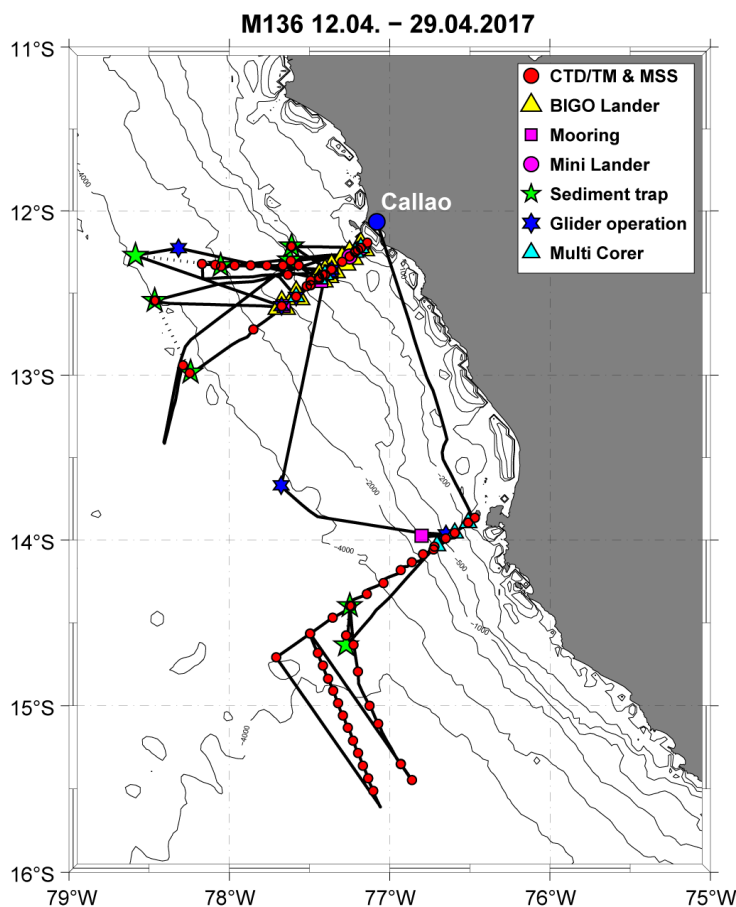 M136 12.04. − 29.04.2017
11°S
12°S
13°S
14°S
15°S
16°S
79°W
78°W
77°W
76°W
75°W
CTD/TM & MSS
BIGO Lander
Mooring
Mini Lander
Sediment trap
Glider operation
Multi Corer
Callao
−4000
−100
−200
−2000
−4000
−500
−1000
−4000